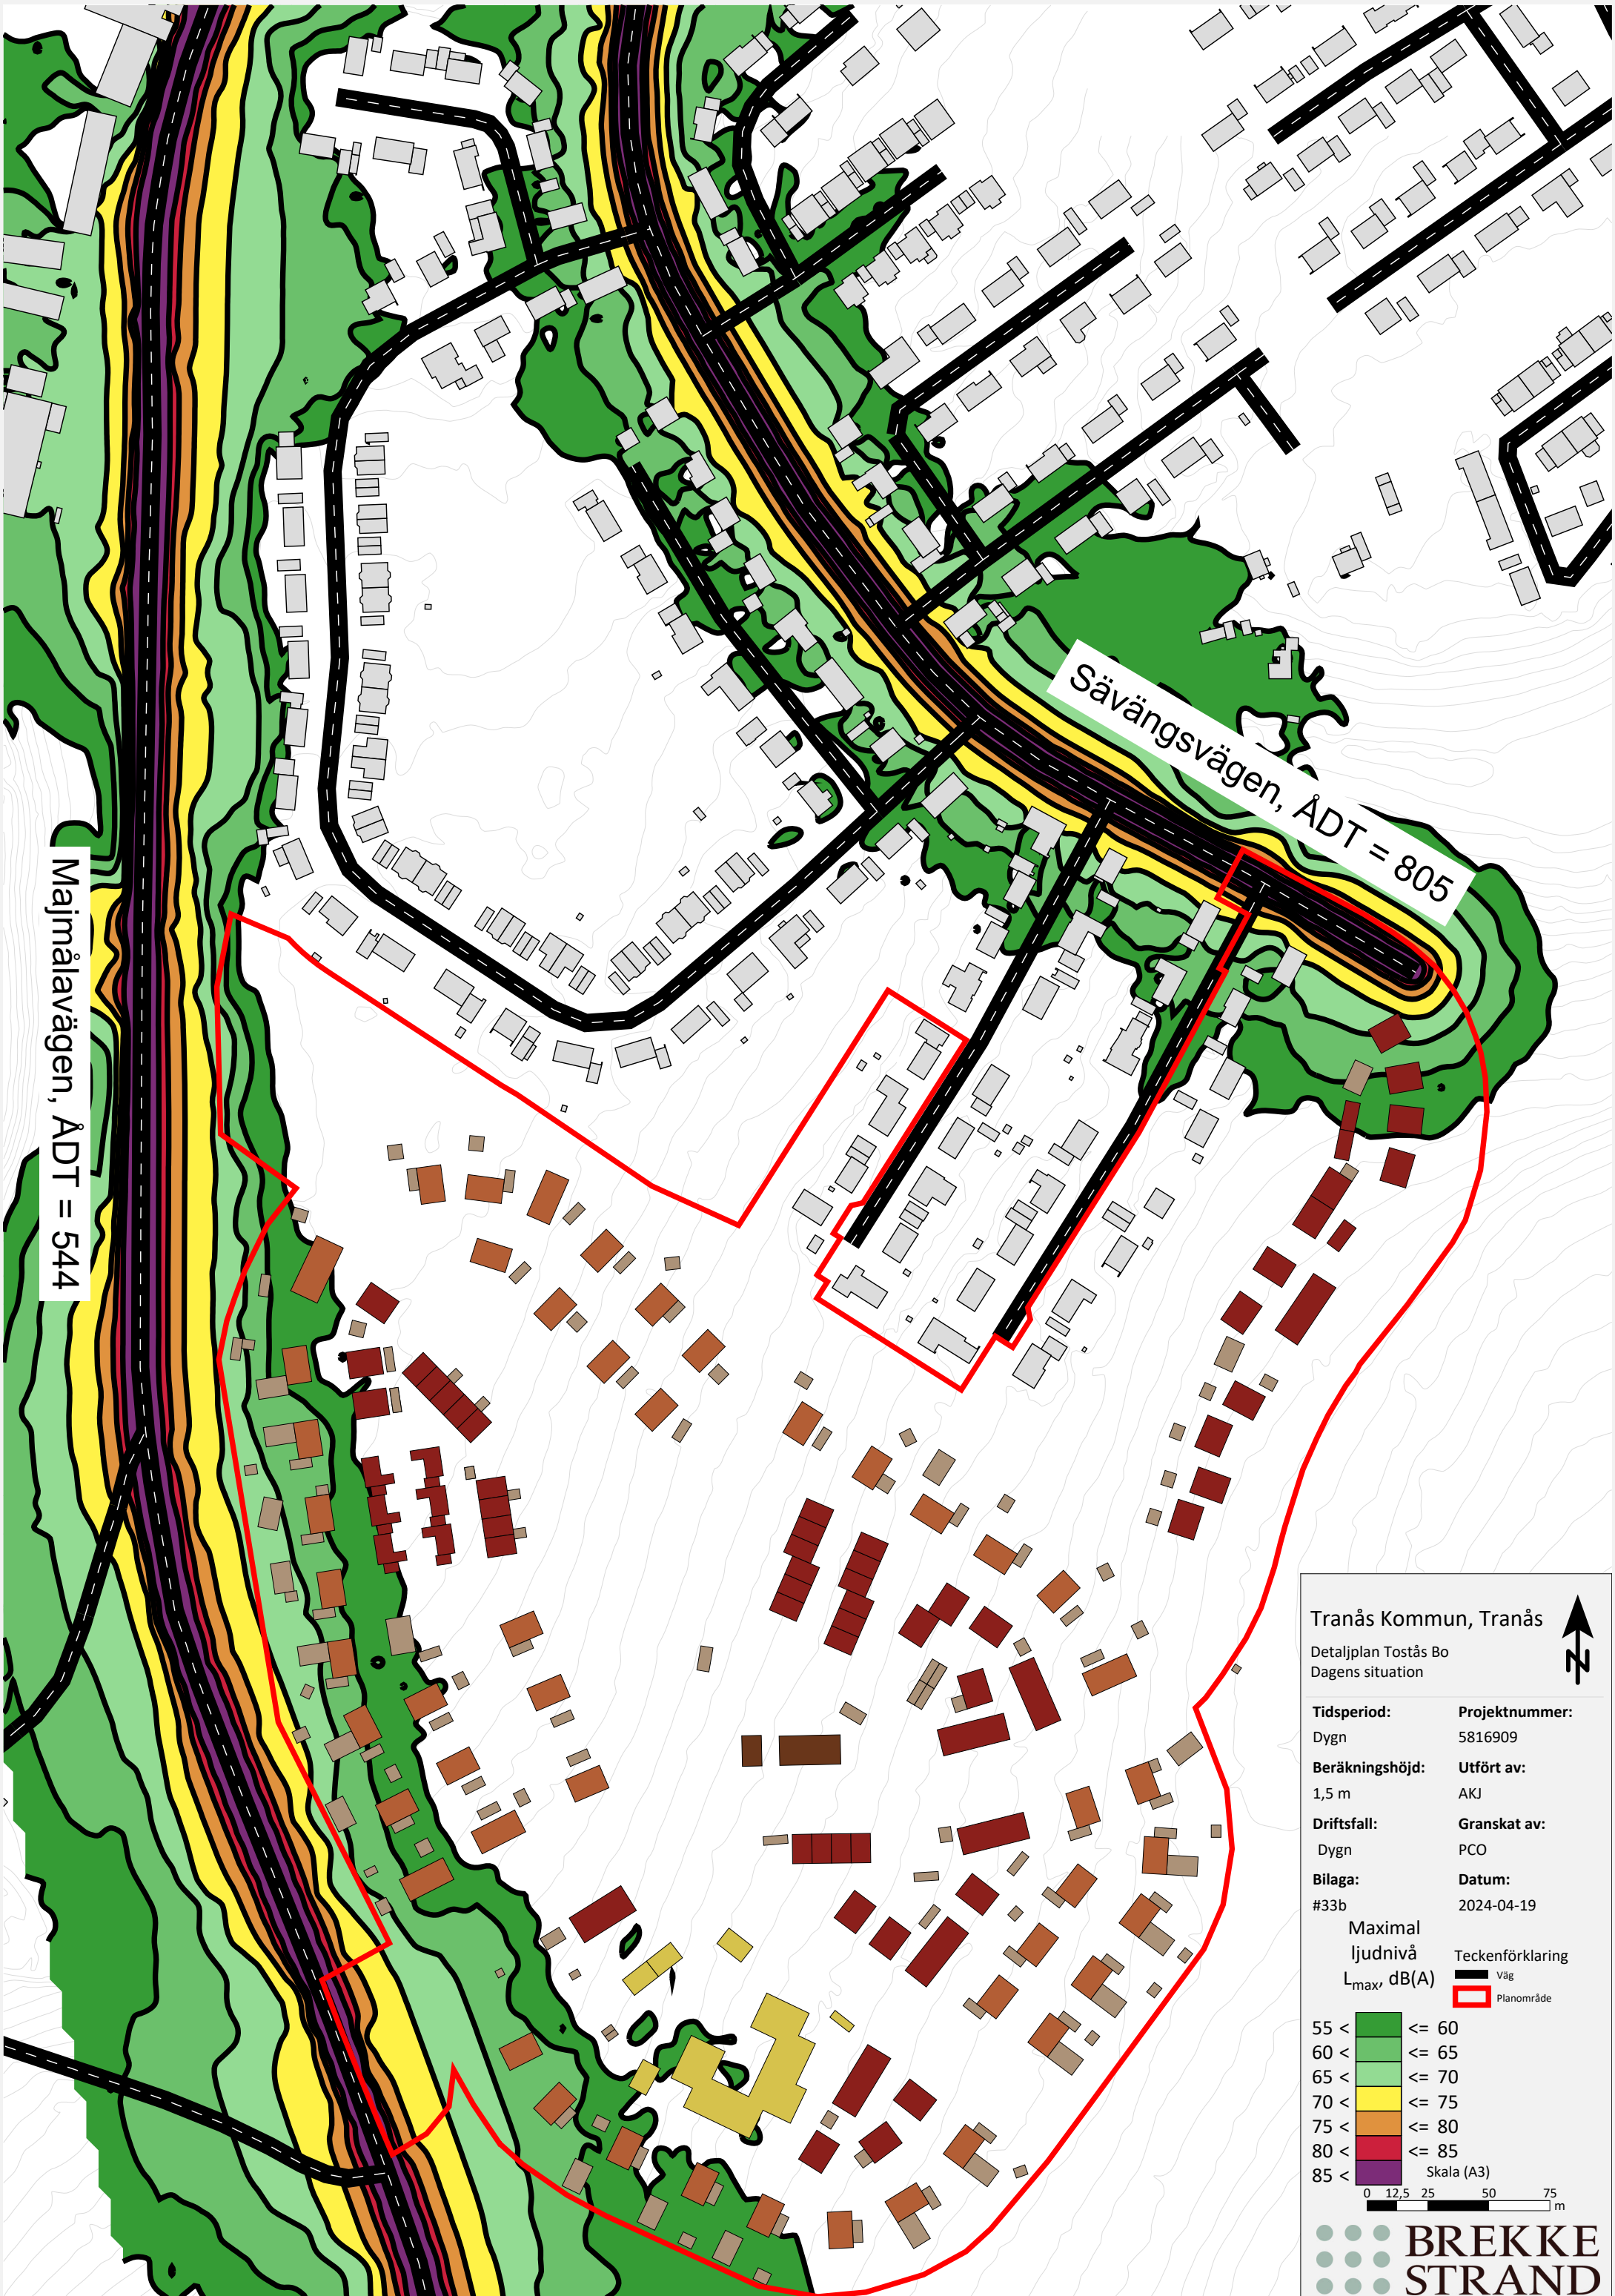 Sävängsvägen, ÅDT = 805
Majmålavägen, ÅDT = 544
Tranås Kommun, Tranås
Detaljplan Tostås Bo
Dagens situation
N
Tidsperiod: Projektnummer:
Dygn 5816909
Beräkningshöjd: Utfört av:
1,5 m AKJ
Driftsfall: Granskat av:
Dygn PCO
Bilaga: Datum:
#33b 2024-04-19
Maximal
ljudnivå
Lmax, dB(A)
Teckenförklaring
Väg
Planområde
55 < <= 60
60 < <= 65
65 < <= 70
70 < <= 75
75 < <= 80
80 < <= 85
85 <
Skala (A3)
0 12,5 25 50 75
m
BREKKE
STRAND